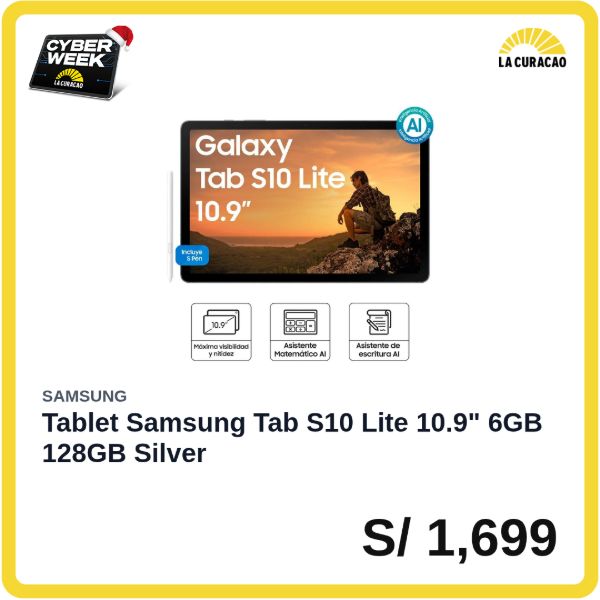 CYBER
WEEK
LA CURACAO
LA CURACAO
AI
Galaxy
Tab S10 Lite
10.9"
Incluye
S Pen
10.9"
Máxima visibilidad
y nitidez
Asistente
Matemático AI
Asistente de
escritura AI
SAMSUNG
Tablet Samsung Tab S10 Lite 10.9" 6GB
128GB Silver
S/ 1,699